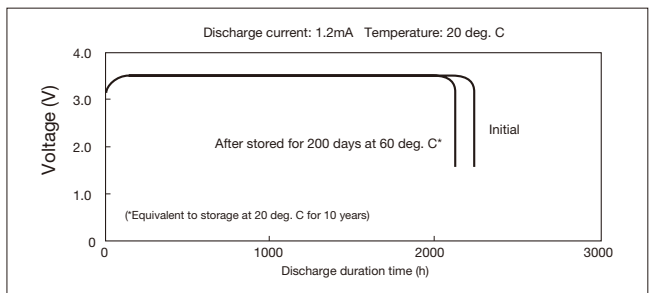 Discharge current: 1.2mA Temperature: 20 deg. C
Voltage (V)
4.0
3.0
2.0
1.0
0
After stored for 200 days at 60 deg. C*
Initial
(*Equivalent to storage at 20 deg. C for 10 years)
0 1000 2000 3000
Discharge duration time (h)